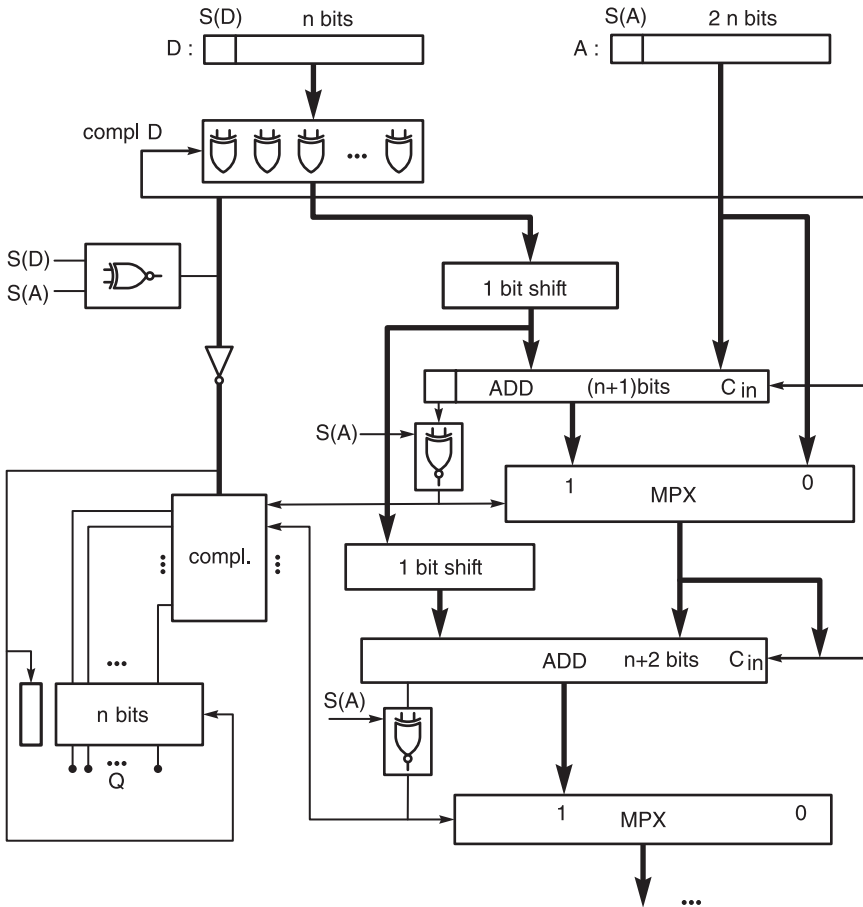 S(D) n bits S(A) 2 n bits
D : A :
compl D
...
S(D)
S(A)
1 bit shift
ADD (n+1)bits C in
S(A)
1 MPX 0
compl.
1 bit shift
...
ADD n+2 bits C in
n bits
S(A)
...
Q
1 MPX 0
...